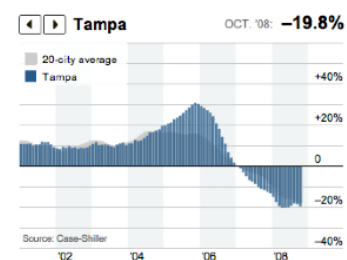 Tampa OCT. '08: –19.8%
20-city average
Tampa
+40%
+20%
0
–20%
Source: Case-Shiller
–40%
'02 '04 '06 '08